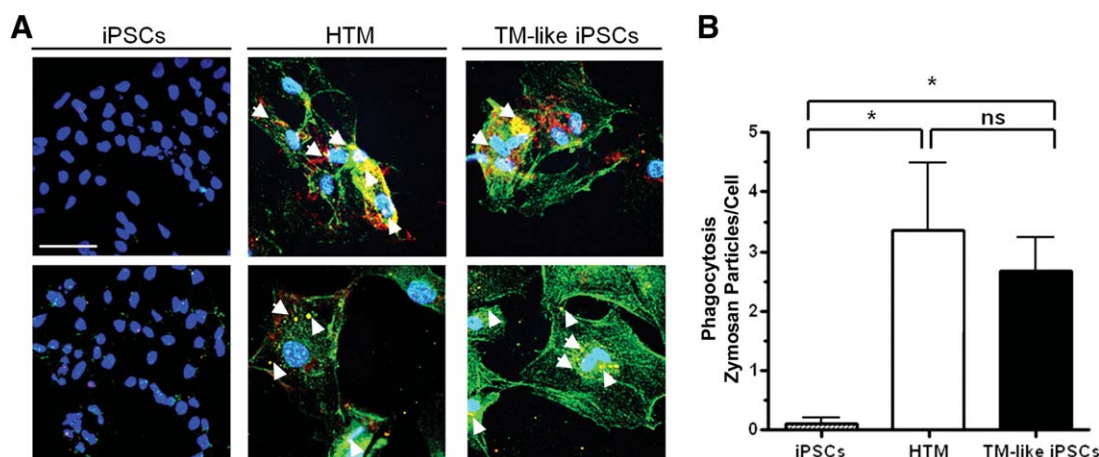 A
iPSCs HTM TM-like iPSCs
B
* 
* ns
Phagocytosis
Zymosan Particles/Cell
5
4
3
2
1
0
iPSCs HTM TM-like iPSCs